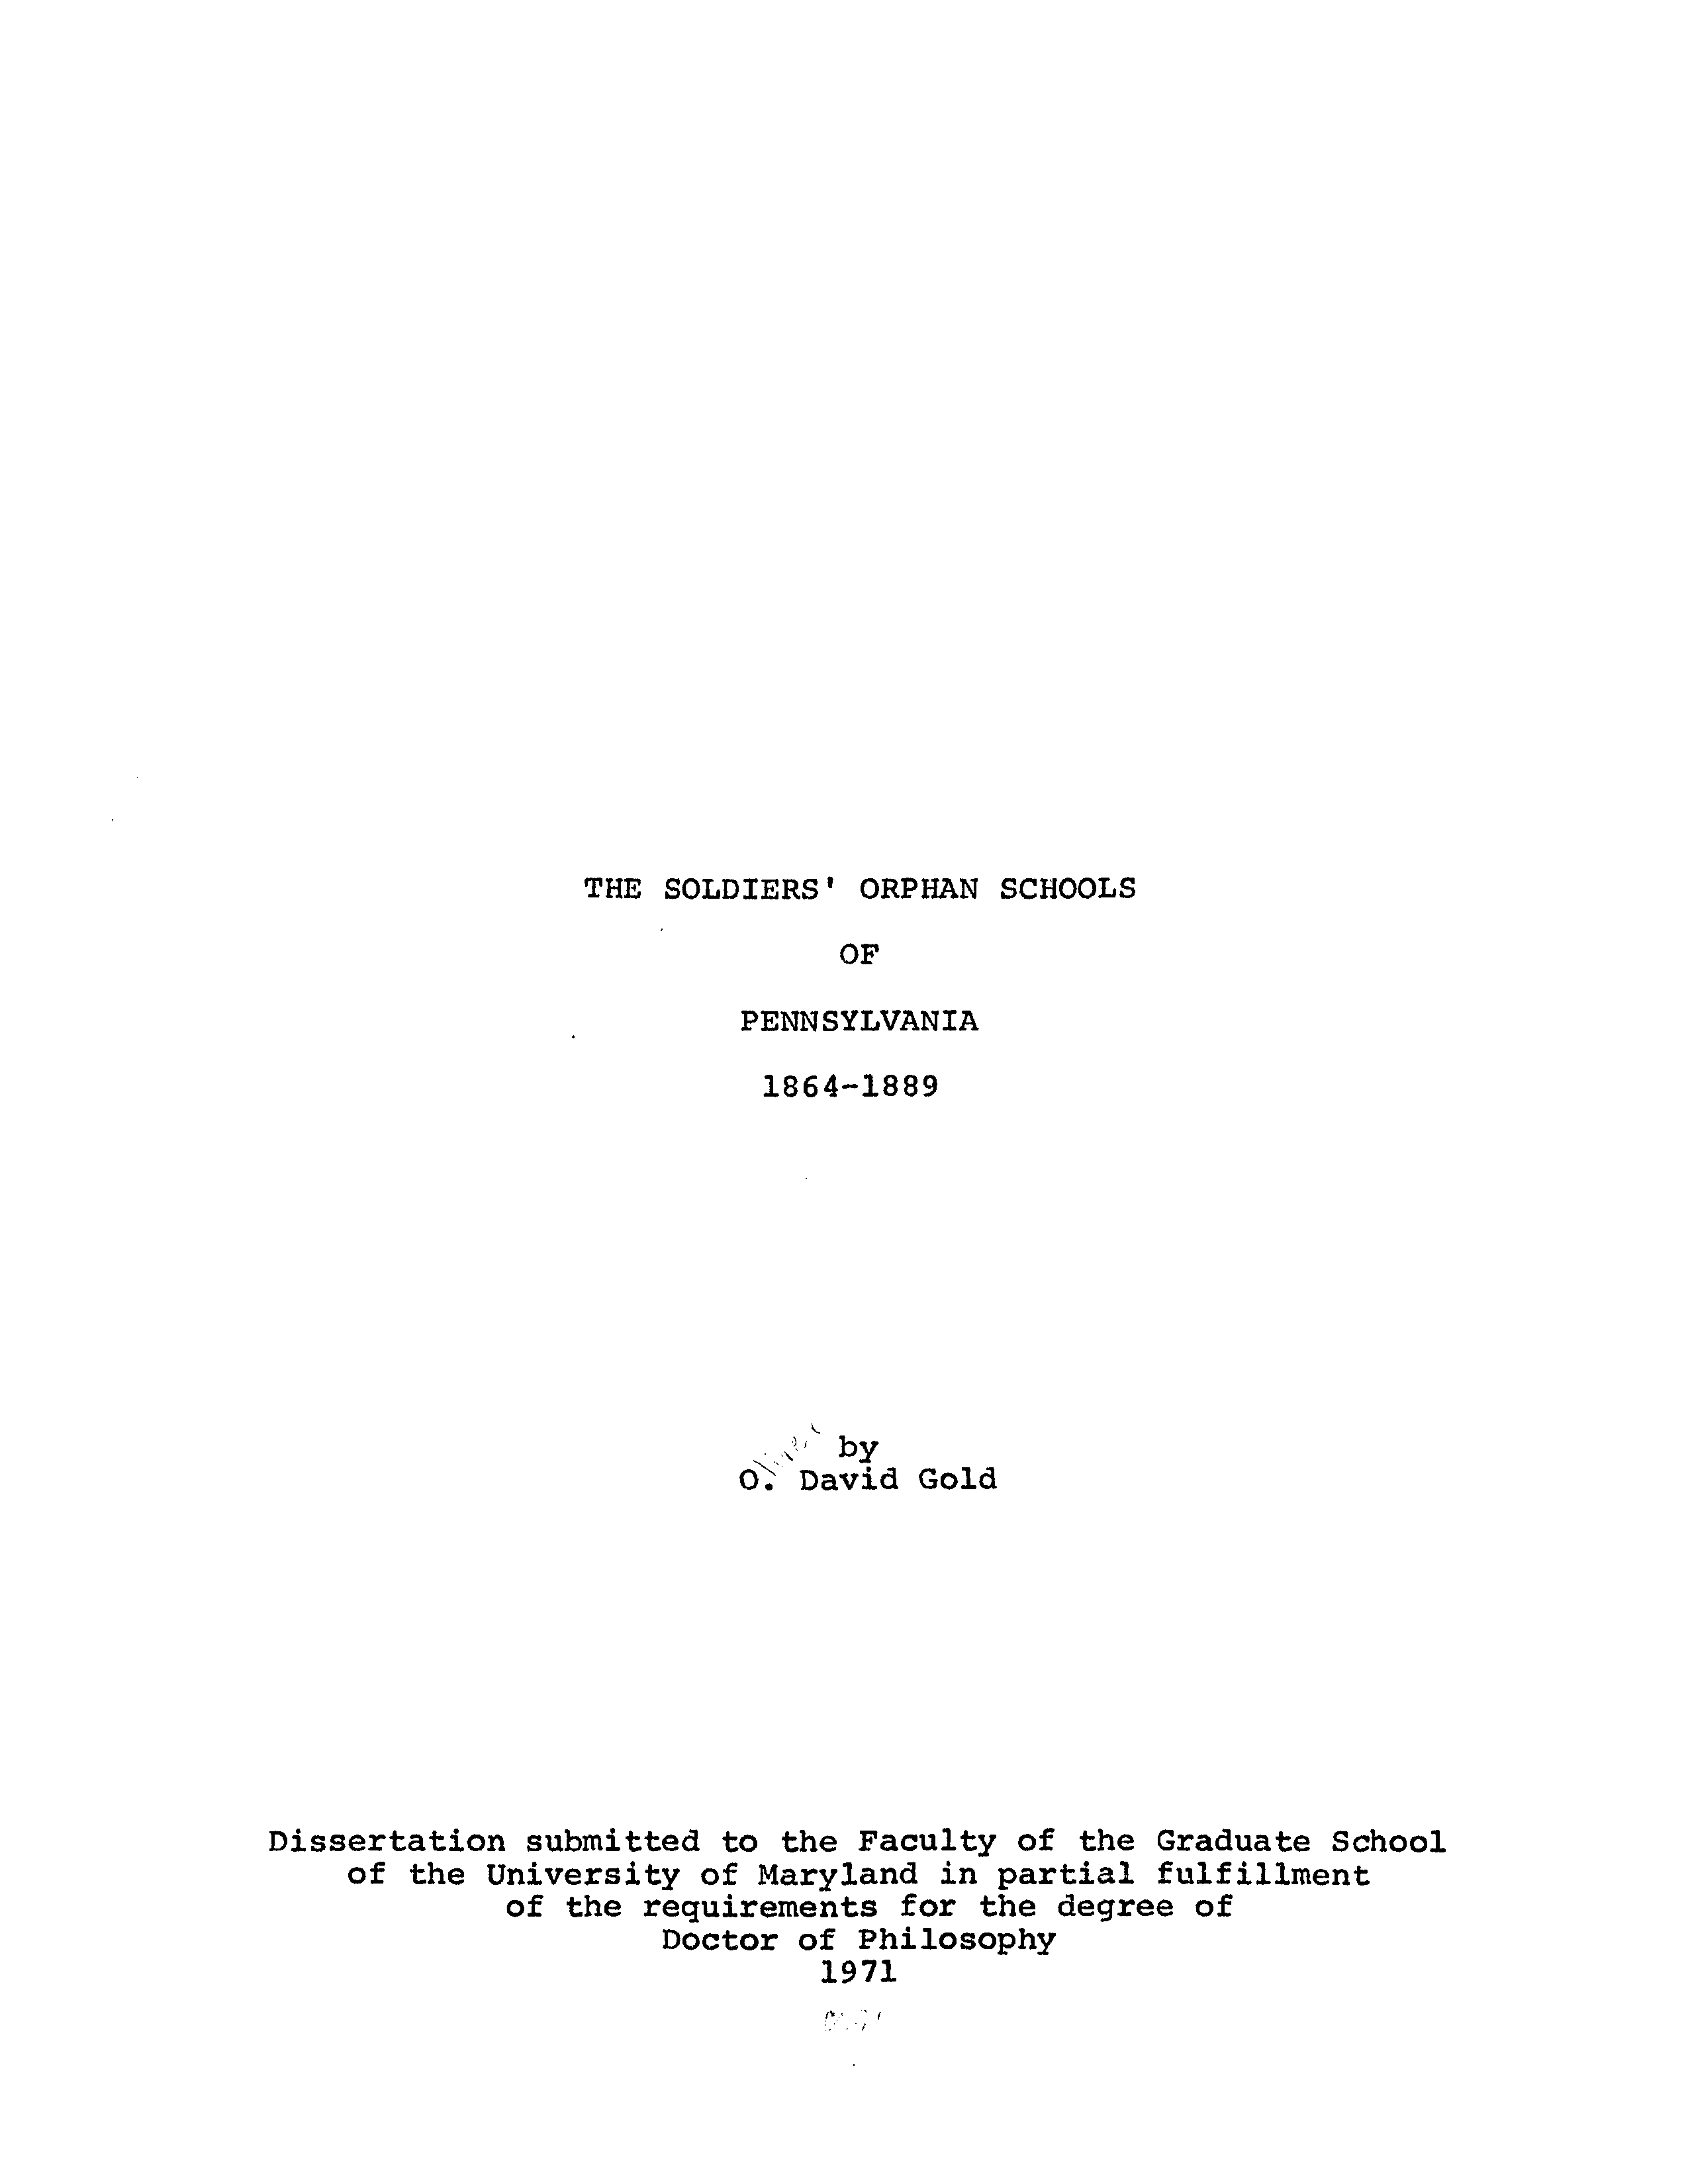 THE SOLDIERS' ORPHAN SCHOOLS
OF
PENNSYLVANIA
1864-1889
by
O. David Gold
Dissertation submitted to the Faculty of the Graduate School
of the University of Maryland in partial fulfillment
of the requirements for the degree of
Doctor of Philosophy
1971